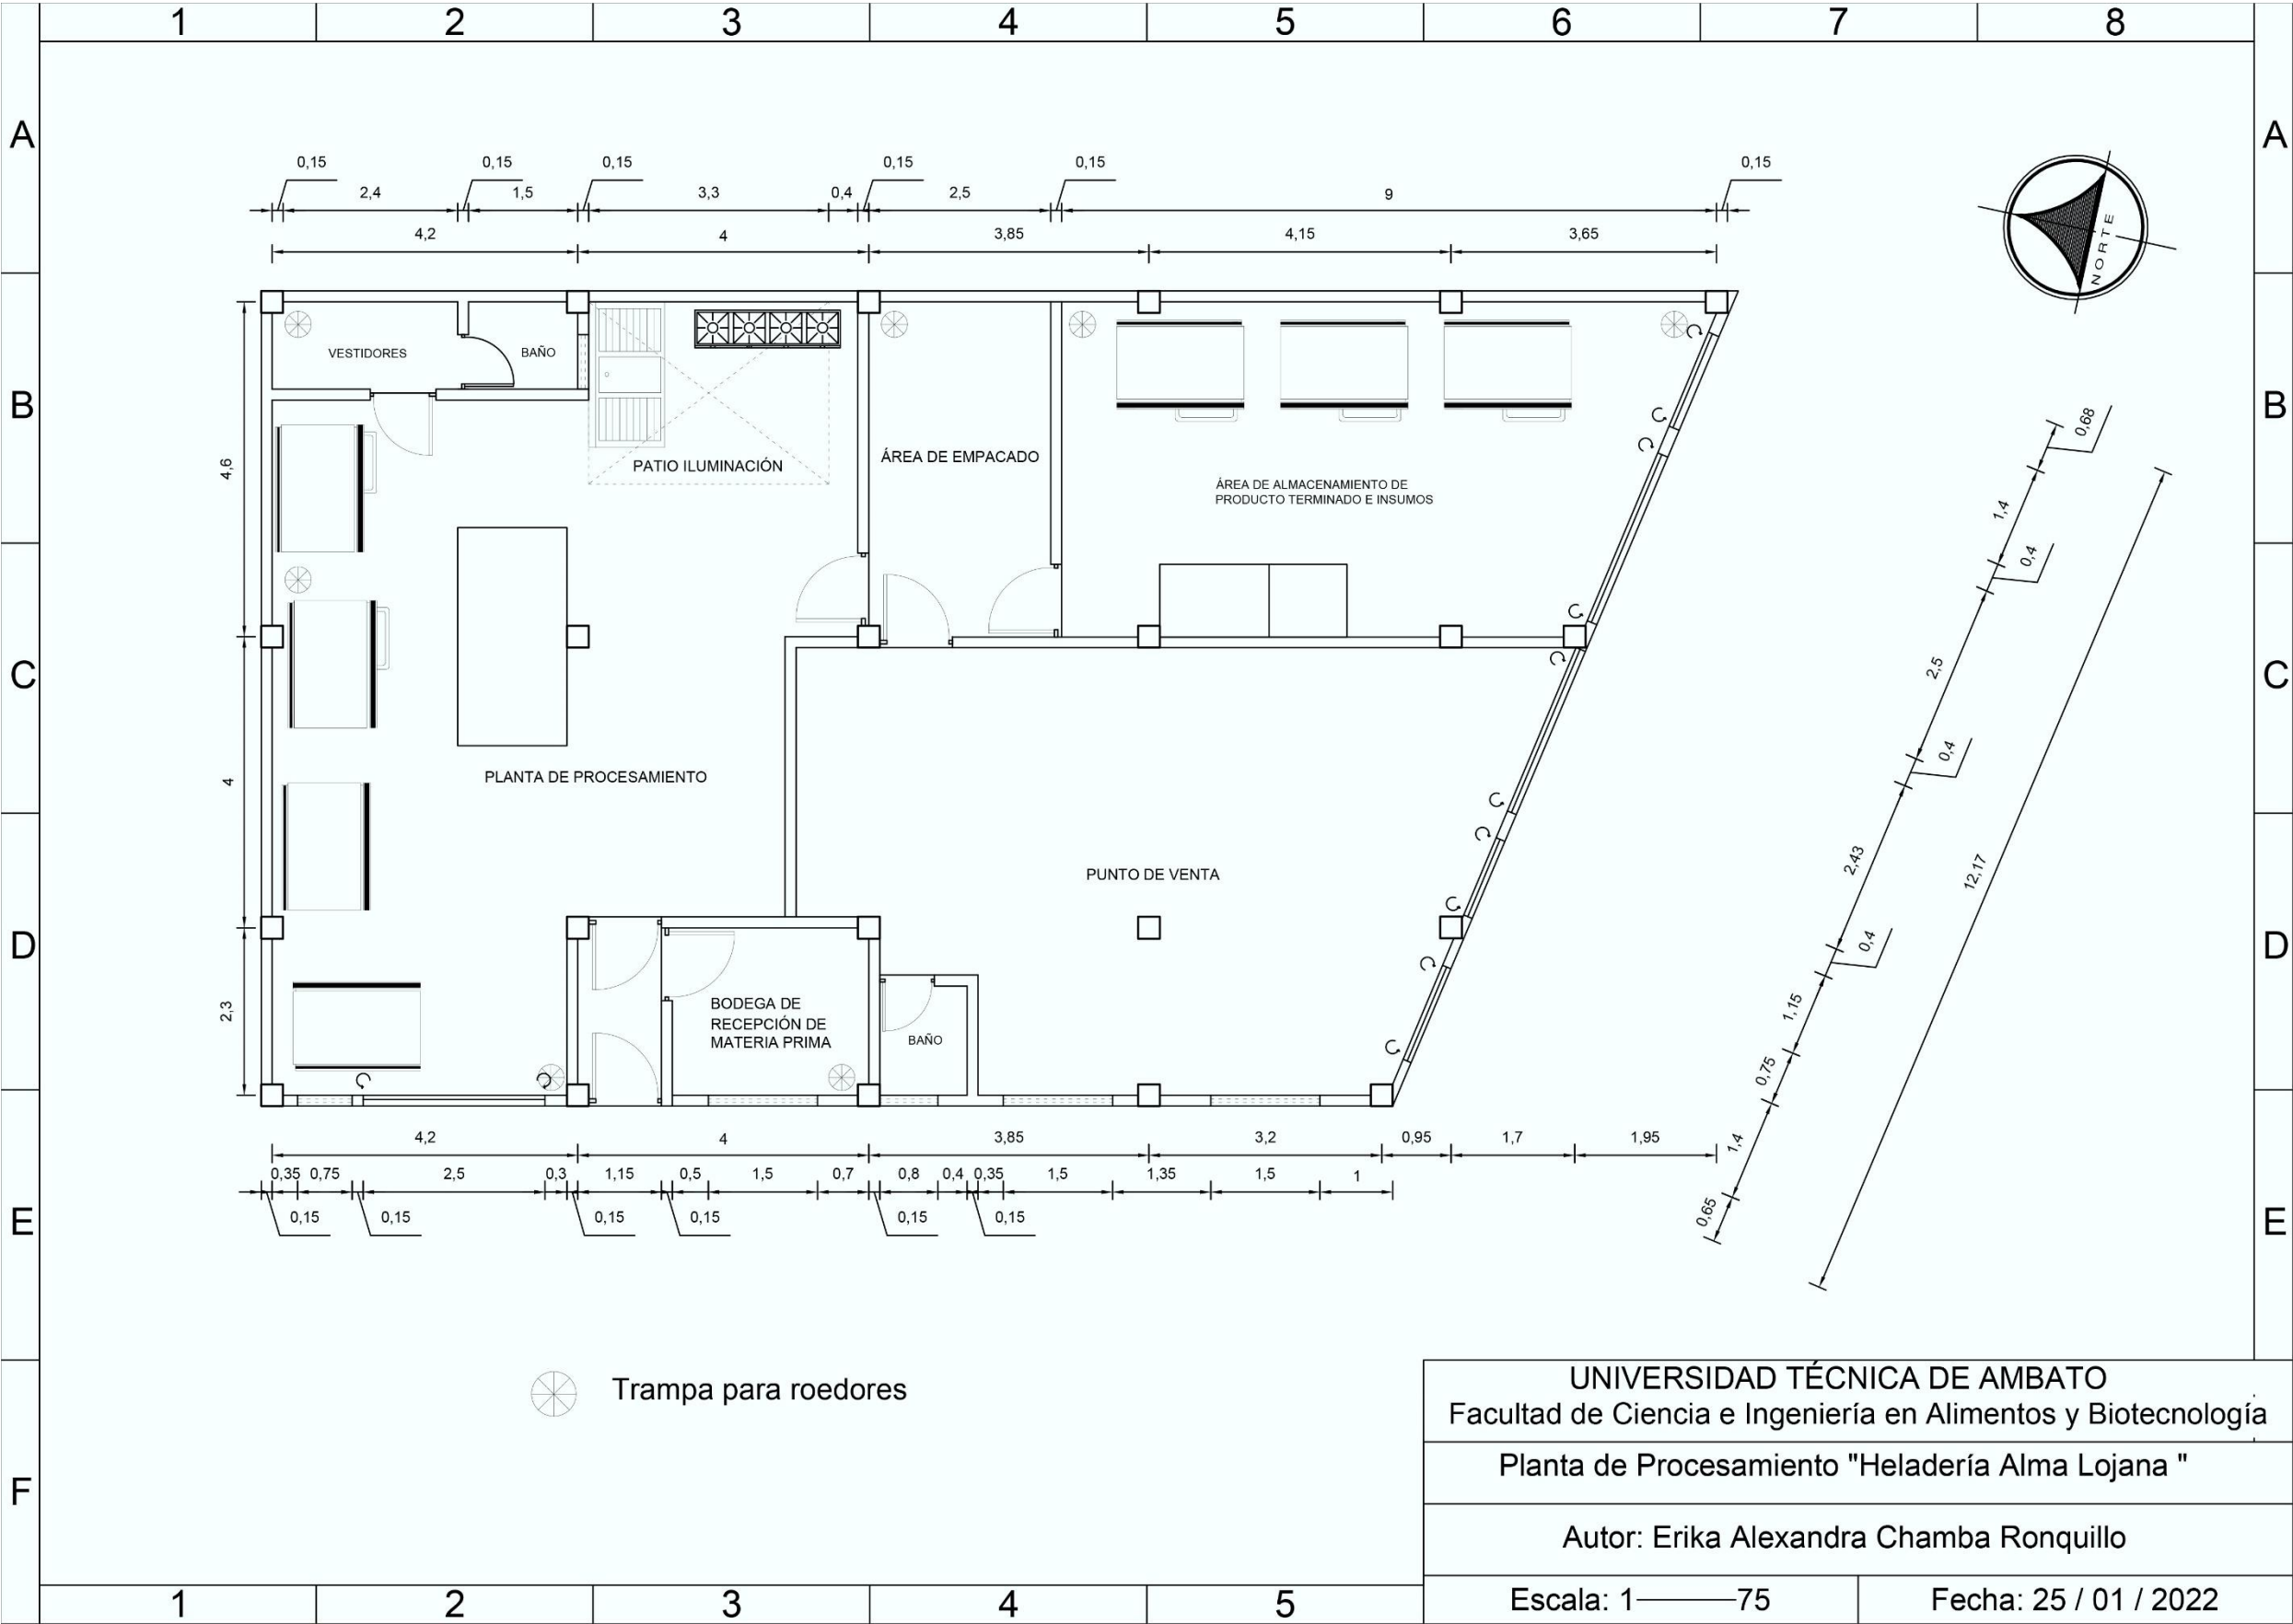 1 2 3 4 5 6 7 8
A A
0,15 0,15 0,15 0,15 0,15 0,15
2,4 1,5 3,3 0,4 2,5 9
4,2 4 3,85 4,15 3,65
NORTE
VESTIDORES
BAÑO
B B
4,6
PATIO ILUMINACIÓN
ÁREA DE EMPACADO
ÁREA DE ALMACENAMIENTO DE
PRODUCTO TERMINADO E INSUMOS
0,68
1,4
0,4
C C
2,5
4
PLANTA DE PROCESAMIENTO
0,4
2,43
12,17
PUNTO DE VENTA
D D
0,4
2,3
BODEGA DE
RECEPCIÓN DE
MATERIA PRIMA
BAÑO
1,15
0,75
1,4
0,65
4,2 4 3,85 3,2 0,95 1,7 1,95
0,35 0,75 2,5 0,3 1,15 0,5 1,5 0,7 0,8 0,4 0,35 1,5 1,35 1,5 1
0,15 0,15 0,15 0,15 0,15 0,15
E E
Trampa para roedores
UNIVERSIDAD TÉCNICA DE AMBATO
Facultad de Ciencia e Ingeniería en Alimentos y Biotecnología
Planta de Procesamiento "Heladería Alma Lojana "
F
Autor: Erika Alexandra Chamba Ronquillo
Escala: 1———75
Fecha: 25 / 01 / 2022
1 2 3 4 5